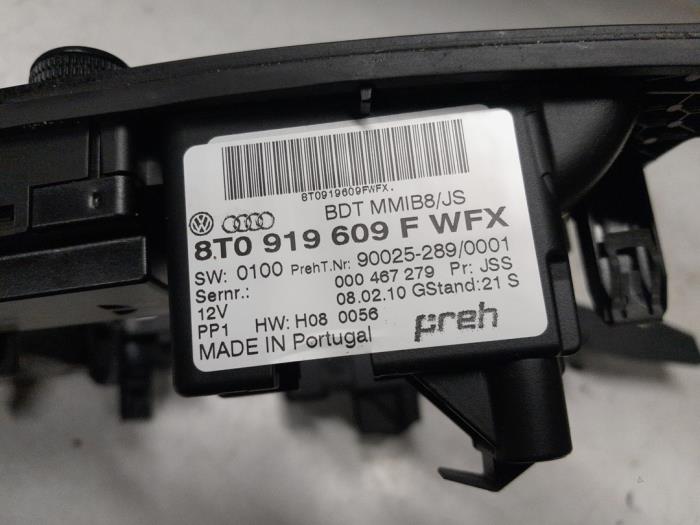 8T0919609FWFX.
BDT MMIB8/JS
8T0 919 609 F WFX
SW: 0100 PrehT.Nr: 90025-289/0001
Sernr.: 000 467 279 Pr: JSS
12V 08.02.10 GStand:21 S
PP1 HW: H08 0056
MADE IN Portugal preh